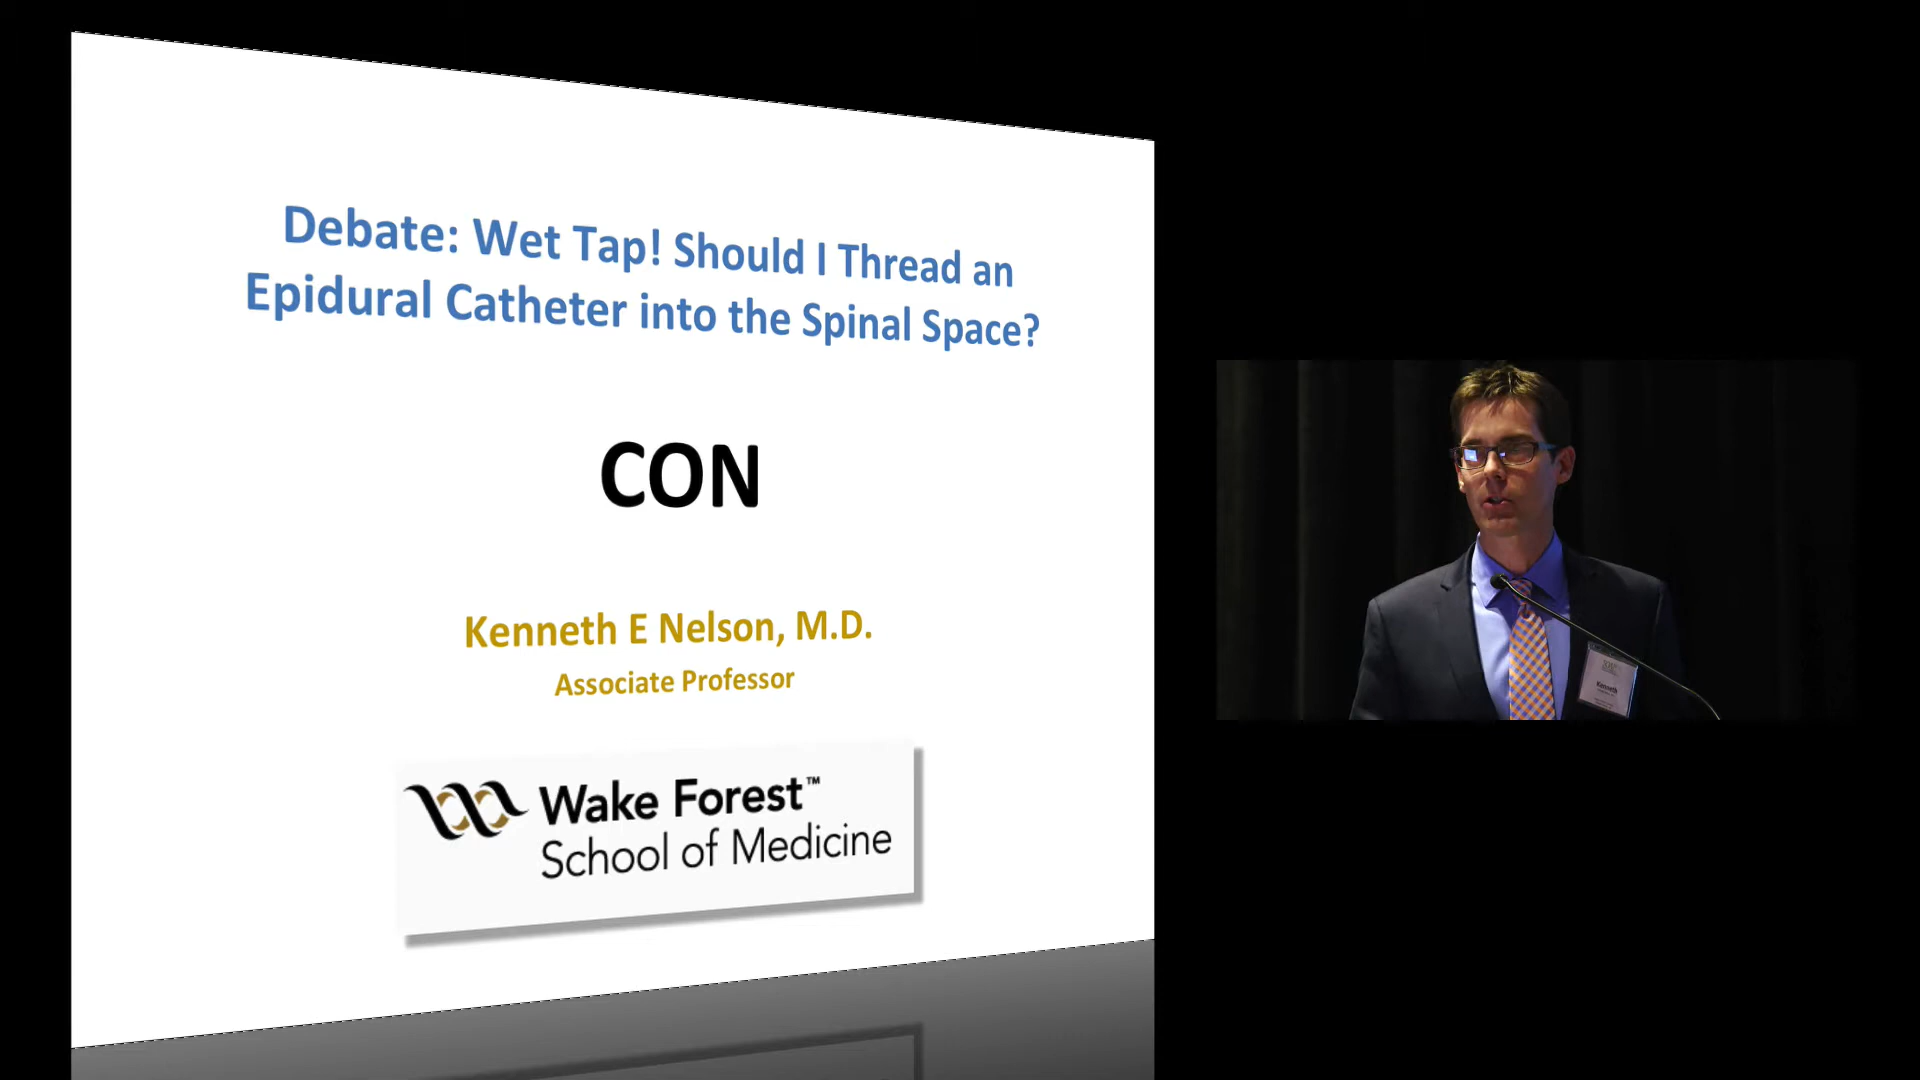 Debate: Wet Tap! Should I Thread an
Epidural Catheter into the Spinal Space?
CON
Kenneth E Nelson, M.D.
Associate Professor
Wake Forest™
School of Medicine
Kenneth